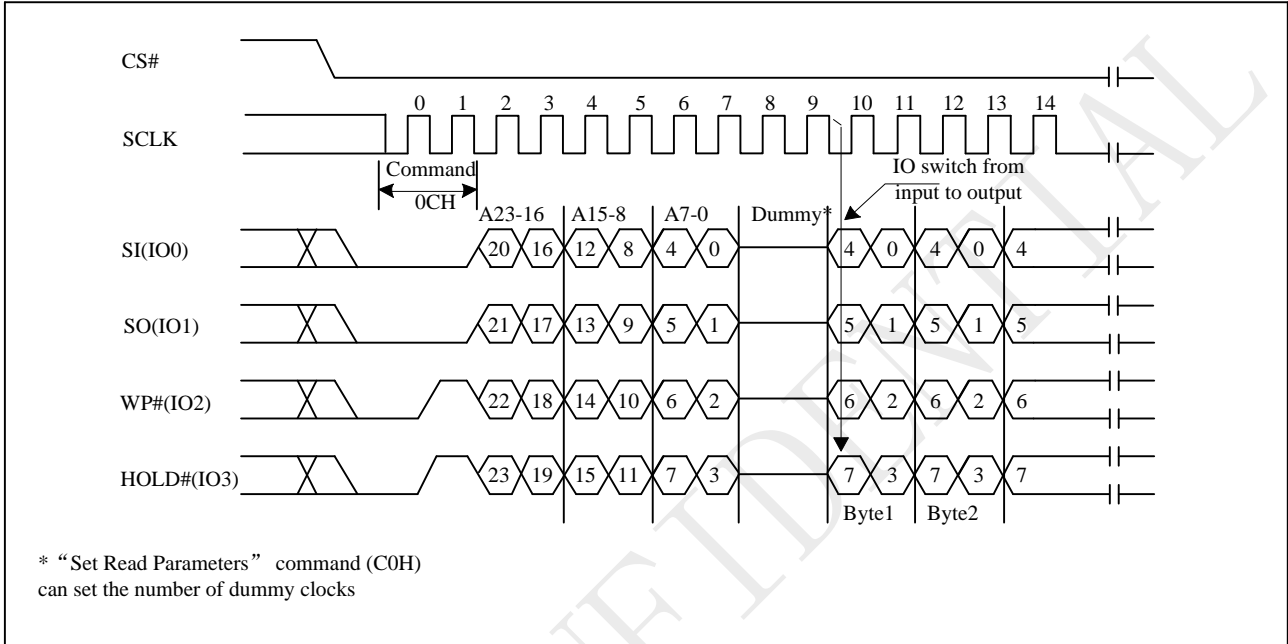 CS#
0 1 2 3 4 5 6 7 8 9 10 11 12 13 14
SCLK
Command
0CH
IO switch from
input to output
A23-16 A15-8 A7-0 Dummy*
SI(IO0) 20 16 12 8 4 0 4 0 4 0 4
SO(IO1) 21 17 13 9 5 1 5 1 5 1 5
WP#(IO2) 22 18 14 10 6 2 6 2 6 2 6
HOLD#(IO3) 23 19 15 11 7 3 7 3 7 3 7
Byte1 Byte2
* “Set Read Parameters” command (C0H)
can set the number of dummy clocks